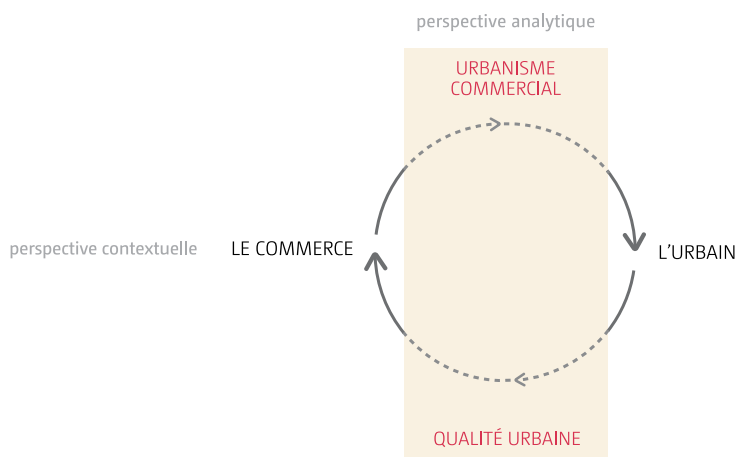 perspective analytique
URBANISME
COMMERCIAL
perspective contextuelle
LE COMMERCE
L'URBAIN
QUALITÉ URBAINE